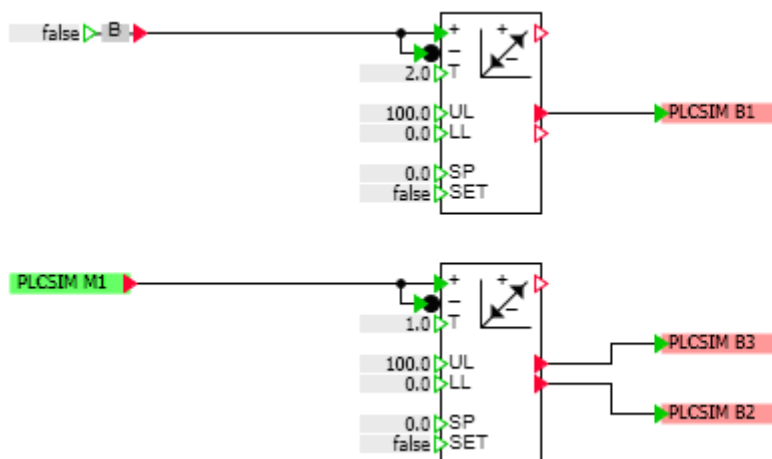 false B +
−
2.0 T
100.0 UL PLCSIM B1
0.0 LL
0.0 SP
false SET
PLCSIM M1 +
−
1.0 T
PLCSIM B3
100.0 UL
0.0 LL
PLCSIM B2
0.0 SP
false SET